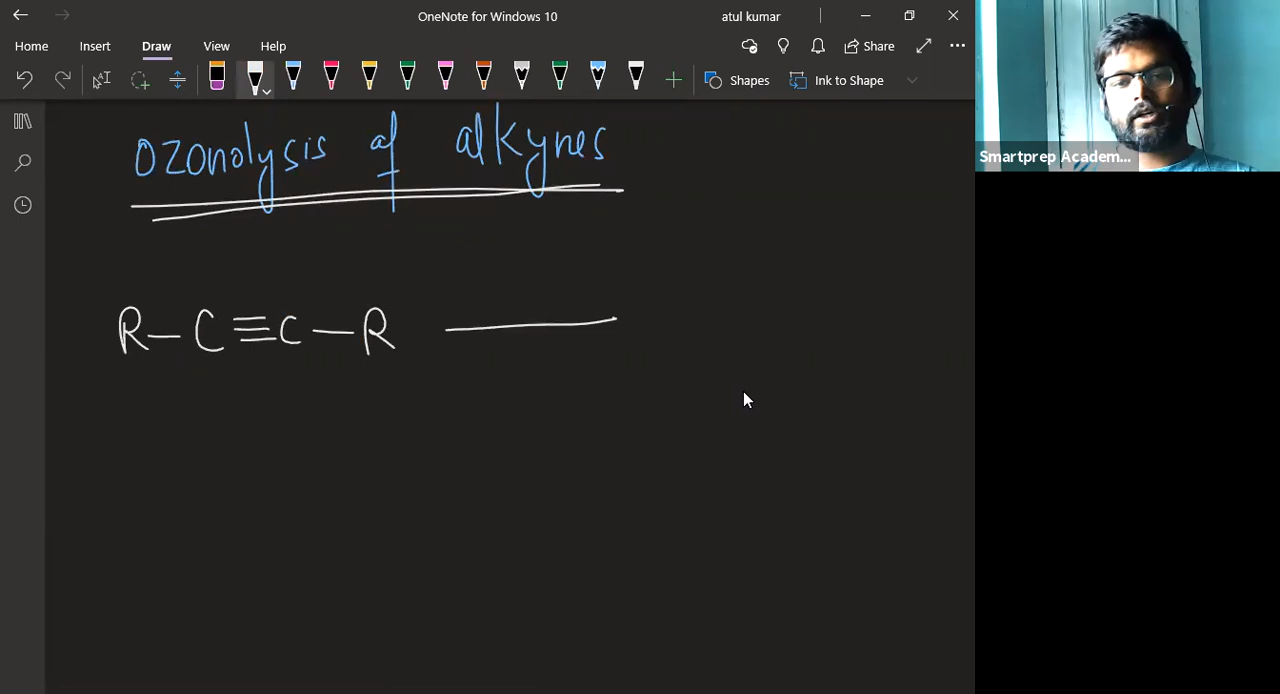 OneNote for Windows 10
atul kumar
Home Insert Draw View Help
Share
Shapes Ink to Shape
Smartprep Academ...
ozonolysis of alkynes
R－C≡C－R